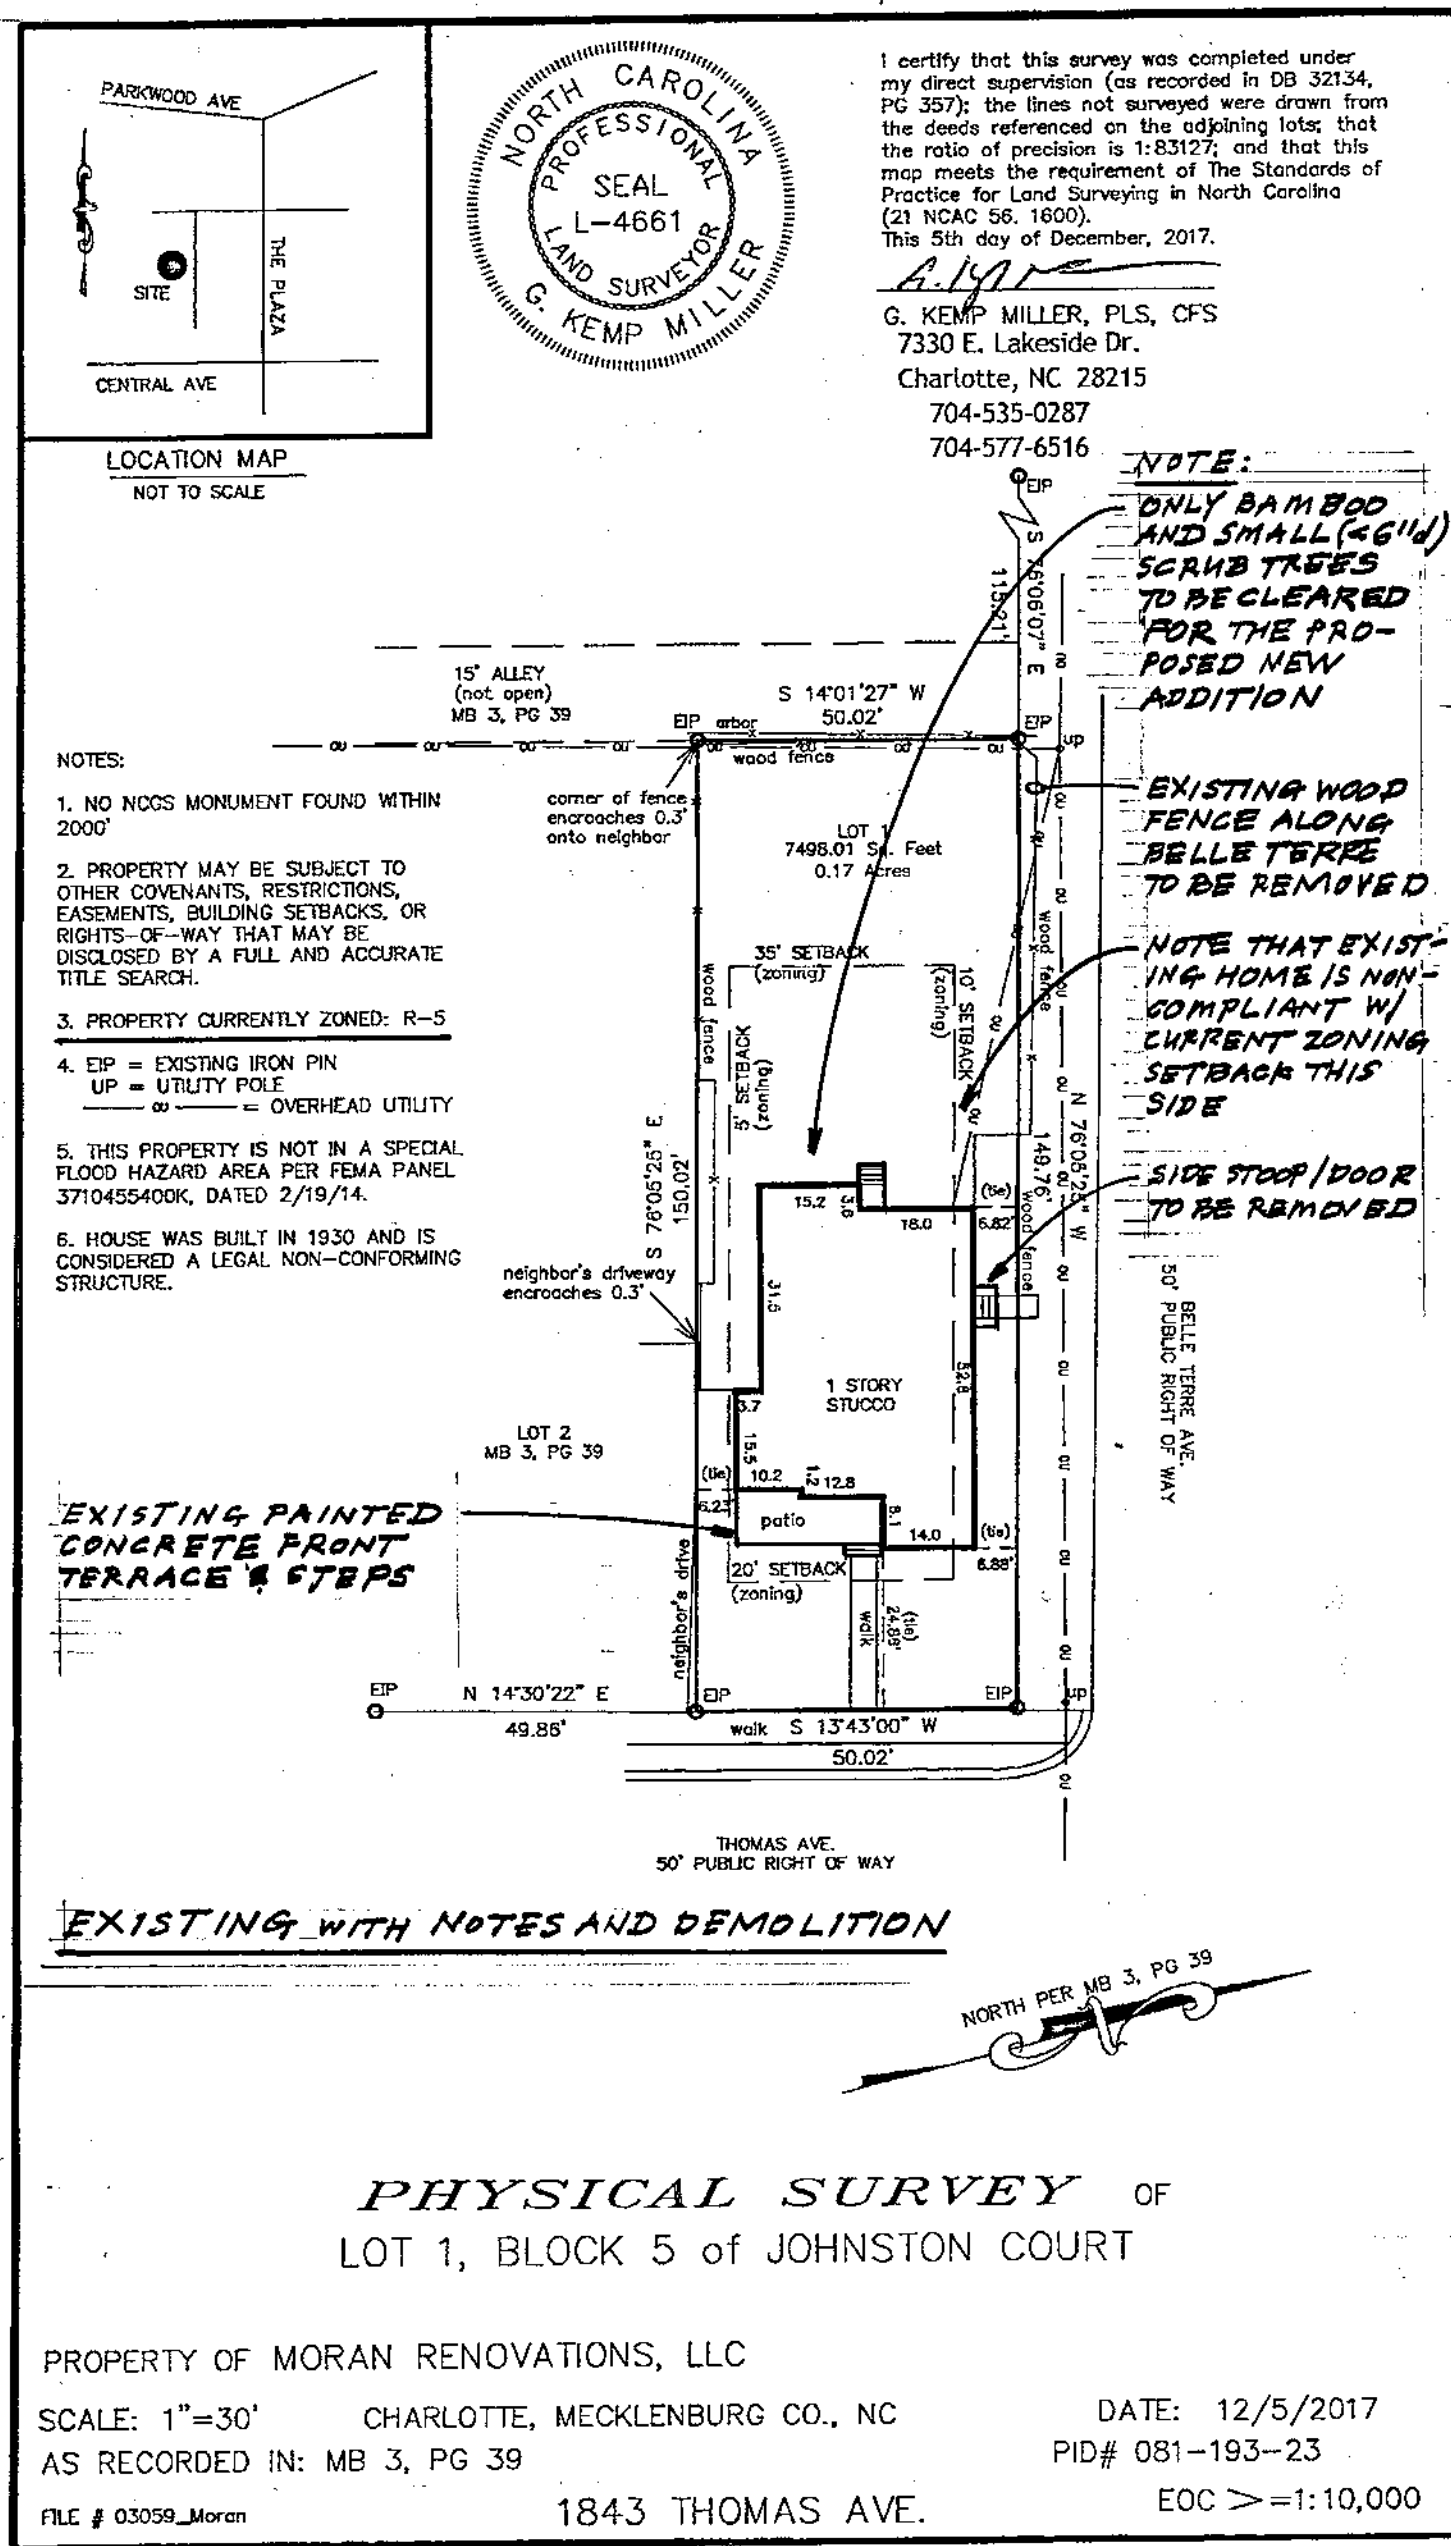 PARKWOOD AVE
THE PLAZA
SITE
CENTRAL AVE
LOCATION MAP
NOT TO SCALE
NORTH CAROLINA
PROFESSIONAL
SEAL
L-4661
LAND SURVEYOR
G. KEMP MILLER
I certify that this survey was completed under
my direct supervision (as recorded in DB 32134,
PG 357); the lines not surveyed were drawn from
the deeds referenced on the adjoining lots; that
the ratio of precision is 1:83127; and that this
map meets the requirement of The Standards of
Practice for Land Surveying in North Carolina
(21 NCAC 56. 1600).
This 5th day of December, 2017.
G. KEMP MILLER, PLS, CFS
7330 E. Lakeside Dr.
Charlotte, NC 28215
704-535-0287
704-577-6516
NOTE:
ONLY BAMBOO
AND SMALL (<6"d)
SCRUB TREES
TO BE CLEARED
FOR THE PRO-
POSED NEW
ADDITION
EIP
S 76°06'07" E
115.21'
15' ALLEY
(not open)
MB 3, PG 39
S 14°01'27" W
50.02'
EIP
arbor
EIP
wood fence
up
ou ou ou ou ou ou ou
NOTES:
1. NO NCGS MONUMENT FOUND WITHIN
2000'
2. PROPERTY MAY BE SUBJECT TO
OTHER COVENANTS, RESTRICTIONS,
EASEMENTS, BUILDING SETBACKS, OR
RIGHTS-OF-WAY THAT MAY BE
DISCLOSED BY A FULL AND ACCURATE
TITLE SEARCH.
3. PROPERTY CURRENTLY ZONED: R-5
4. EIP = EXISTING IRON PIN
UP = UTILITY POLE
ou = OVERHEAD UTILITY
5. THIS PROPERTY IS NOT IN A SPECIAL
FLOOD HAZARD AREA PER FEMA PANEL
3710455400K, DATED 2/19/14.
6. HOUSE WAS BUILT IN 1930 AND IS
CONSIDERED A LEGAL NON-CONFORMING
STRUCTURE.
corner of fence
encroaches 0.3'
onto neighbor
LOT 1
7498.01 Sq. Feet
0.17 Acres
EXISTING WOOD
FENCE ALONG
BELLE TERRE
TO BE REMOVED
35' SETBACK
(zoning)
wood fence
10' SETBACK
(zoning)
wood fence
5' SETBACK
(zoning)
NOTE THAT EXIST-
ING HOME IS NON-
COMPLIANT W/
CURRENT ZONING
SETBACK THIS
SIDE
S 76°05'25" E
150.02'
N 76°05'25" W
149.76'
15.2
3.6
18.0
(tie)
6.82'
wood fence
SIDE STOOP/DOOR
TO BE REMOVED
neighbor's driveway
encroaches 0.3'
31.5
52.8
1 STORY
STUCCO
BELLE TERRE AVE.
50' PUBLIC RIGHT OF WAY
3.7
15.5
LOT 2
MB 3, PG 39
(tie)
6.23'
10.2
1.2
12.8
patio
8.1
14.0
(tie)
6.88'
EXISTING PAINTED
CONCRETE FRONT
TERRACE & STEPS
20' SETBACK
(zoning)
neighbor's drive
walk
(tie)
24.88'
EIP
N 14°30'22" E
49.86'
EIP
EIP
up
walk S 13°43'00" W
50.02'
THOMAS AVE.
50' PUBLIC RIGHT OF WAY
EXISTING WITH NOTES AND DEMOLITION
NORTH PER MB 3, PG 39
PHYSICAL SURVEY OF
LOT 1, BLOCK 5 of JOHNSTON COURT
PROPERTY OF MORAN RENOVATIONS, LLC
SCALE: 1"=30' CHARLOTTE, MECKLENBURG CO., NC DATE: 12/5/2017
AS RECORDED IN: MB 3, PG 39 PID# 081-193-23
FILE # 03059_Moran 1843 THOMAS AVE. EOC >=1:10,000